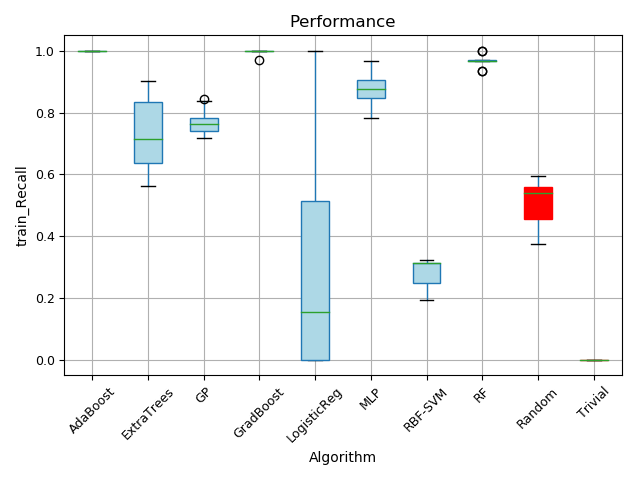 Performance
train_Recall
1.0
0.8
0.6
0.4
0.2
0.0
AdaBoost
ExtraTrees
GP
GradBoost
LogisticReg
MLP
RBF-SVM
RF
Random
Trivial
Algorithm